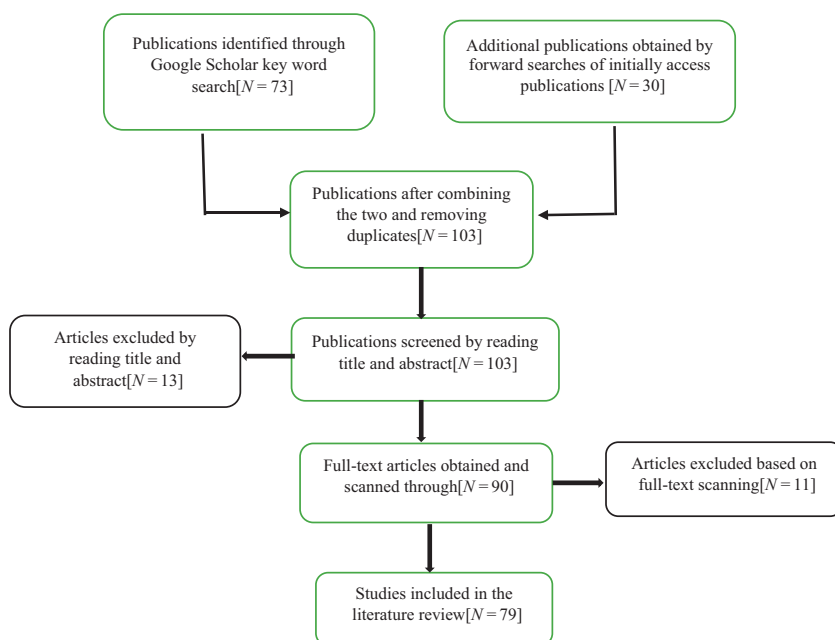 Publications identified through
Google Scholar key word
search[N = 73]
Additional publications obtained by
forward searches of initially access
publications [N = 30]
Publications after combining
the two and removing
duplicates[N = 103]
Articles excluded by
reading title and
abstract[N = 13]
Publications screened by reading
title and abstract[N = 103]
Full-text articles obtained and
scanned through[N = 90]
Articles excluded based on
full-text scanning[N = 11]
Studies included in the
literature review[N = 79]